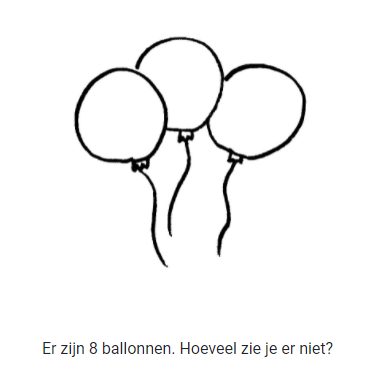 Er zijn 8 ballonnen. Hoeveel zie je er niet?